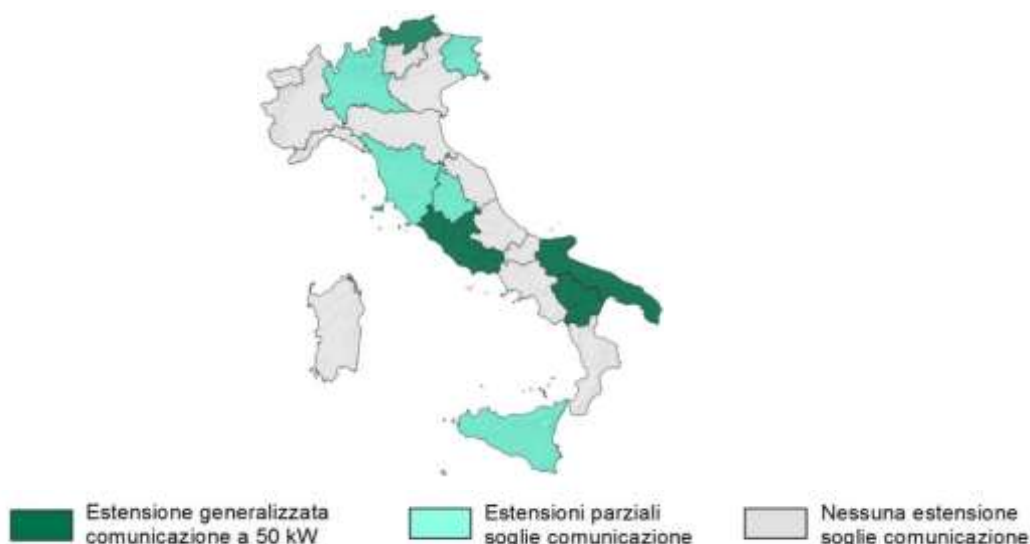 Estensione generalizzata
comunicazione a 50 kW
Estensioni parziali
soglie comunicazione
Nessuna estensione
soglie comunicazione